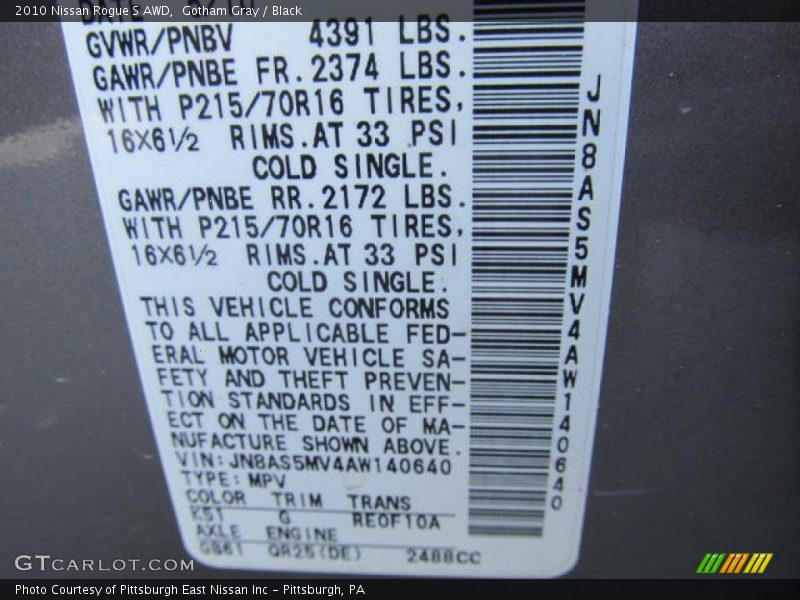 2010 Nissan Rogue S AWD,  Gotham Gray / Black
GVWR/PNBV 4391 LBS.
GAWR/PNBE FR. 2374 LBS.
WITH P215/70R16 TIRES,
16X6½ RIMS. AT 33 PSI
COLD SINGLE.
GAWR/PNBE RR. 2172 LBS.
WITH P215/70R16 TIRES,
16X6½ RIMS. AT 33 PSI
COLD SINGLE.
THIS VEHICLE CONFORMS
TO ALL APPLICABLE FED-
ERAL MOTOR VEHICLE SA-
FETY AND THEFT PREVEN-
TION STANDARDS IN EFF-
ECT ON THE DATE OF MA-
NUFACTURE SHOWN ABOVE.
VIN: JN8AS5MV4AW140640
TYPE: MPV
COLOR TRIM TRANS
K51 G RE0F10A
AXLE ENGINE
GB61 QR25(DE) 2488CC
JN8AS5MV4AW140640
GTCARLOT.COM
Photo Courtesy of Pittsburgh East Nissan Inc - Pittsburgh, PA